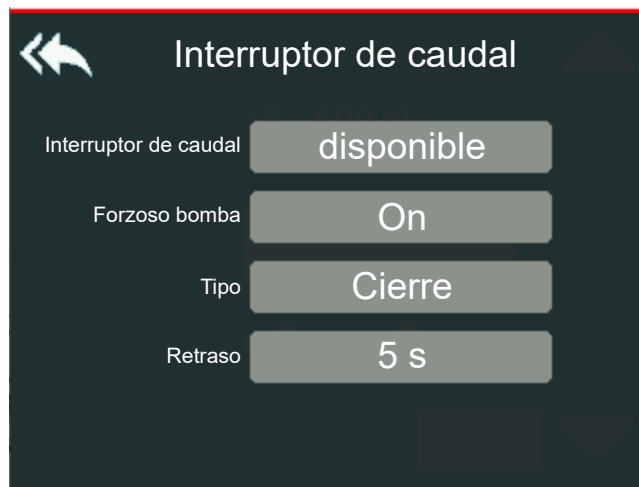 Interruptor de caudal
Interruptor de caudal disponible
Forzoso bomba On
Tipo Cierre
Retraso 5 s